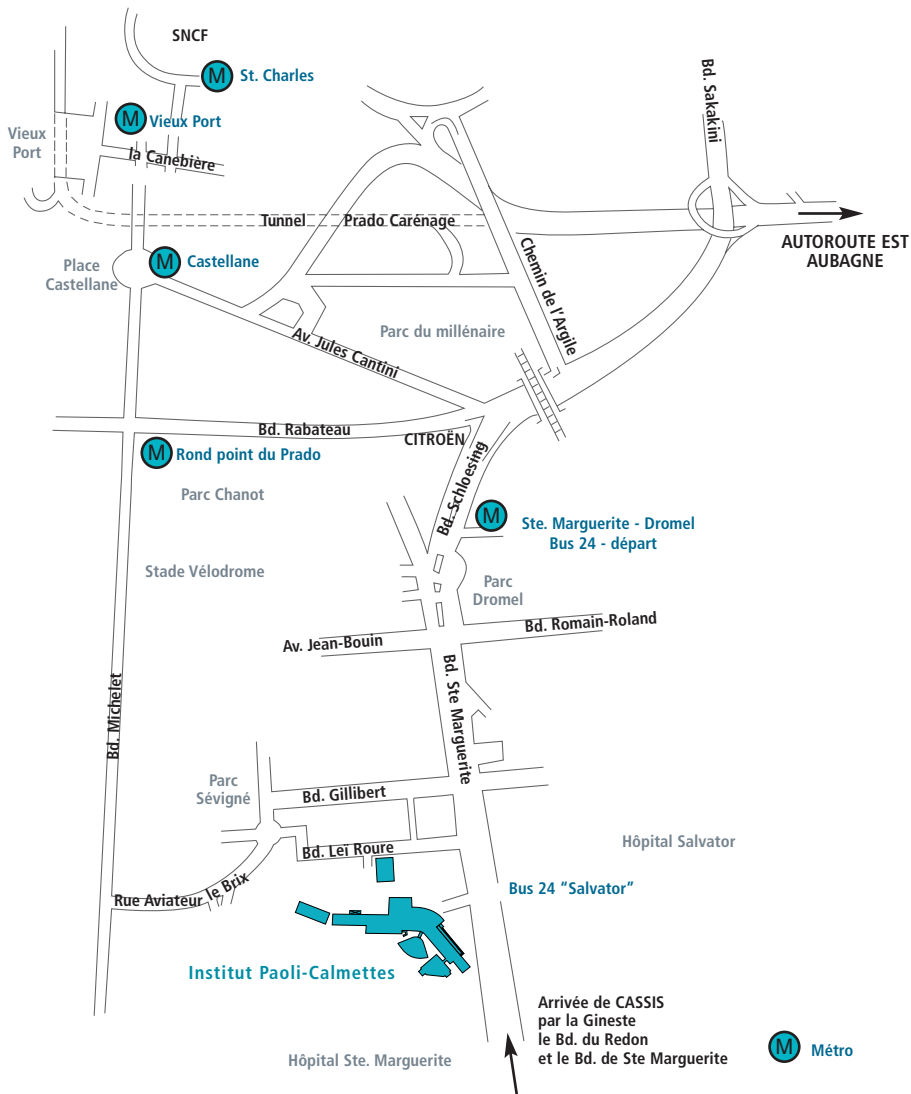 SNCF
M
St. Charles
Bd. Sakakini
M
Vieux Port
Vieux
Port
la Canebière
Tunnel
Prado Carénage
AUTOROUTE EST
AUBAGNE
Place
Castellane
M
Castellane
Chemin de l'Argile
Parc du millénaire
Av. Jules Cantini
Bd. Rabateau
CITROËN
M
Rond point du Prado
Bd. Schloesing
Parc Chanot
M
Ste. Marguerite - Dromel
Bus 24 - départ
Stade Vélodrome
Parc
Dromel
Bd. Romain-Roland
Av. Jean-Bouin
Bd. Michelet
Bd. Ste Marguerite
Parc
Sévigné
Bd. Gillibert
Hôpital Salvator
Bd. Leï Roure
Rue Aviateur le Brix
Bus 24 "Salvator"
Institut Paoli-Calmettes
Arrivée de CASSIS
par la Gineste
le Bd. du Redon
et le Bd. de Ste Marguerite
Hôpital Ste. Marguerite
M
Métro